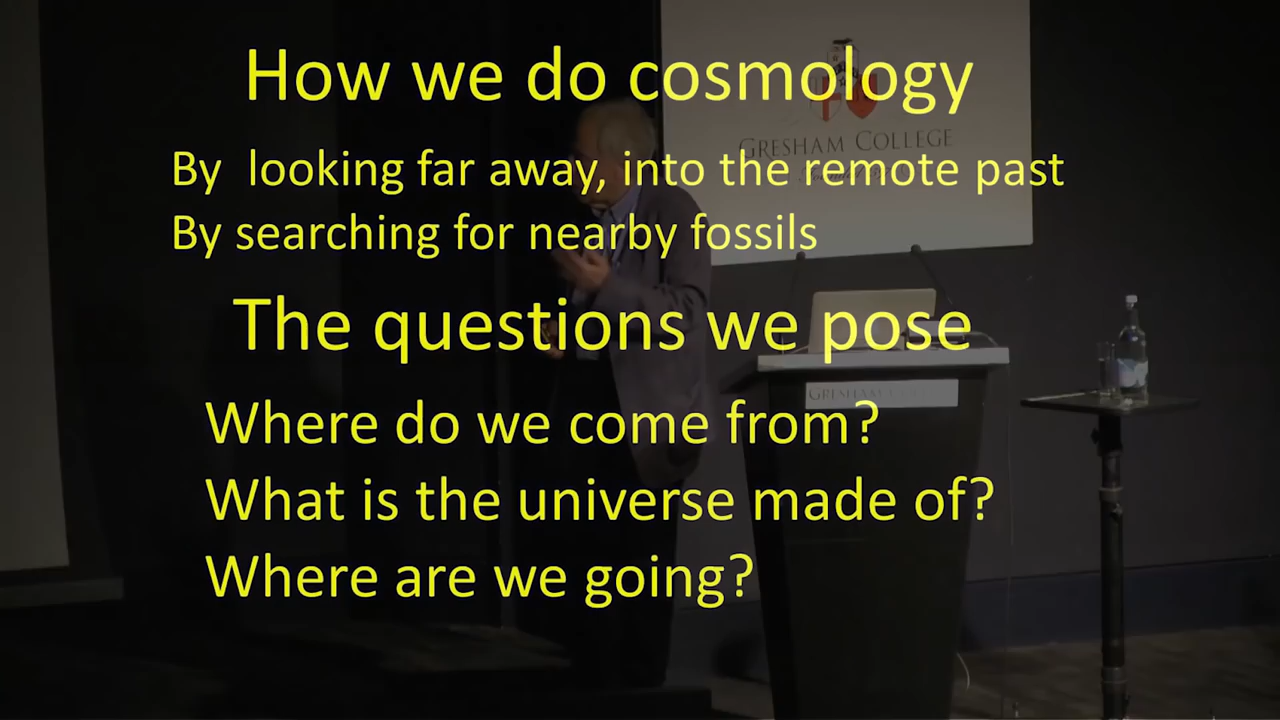 How we do cosmology
GRESHAM COLLEGE
By looking far away, into the remote past
By searching for nearby fossils
The questions we pose
GRESHAM
Where do we come from?
What is the universe made of?
Where are we going?